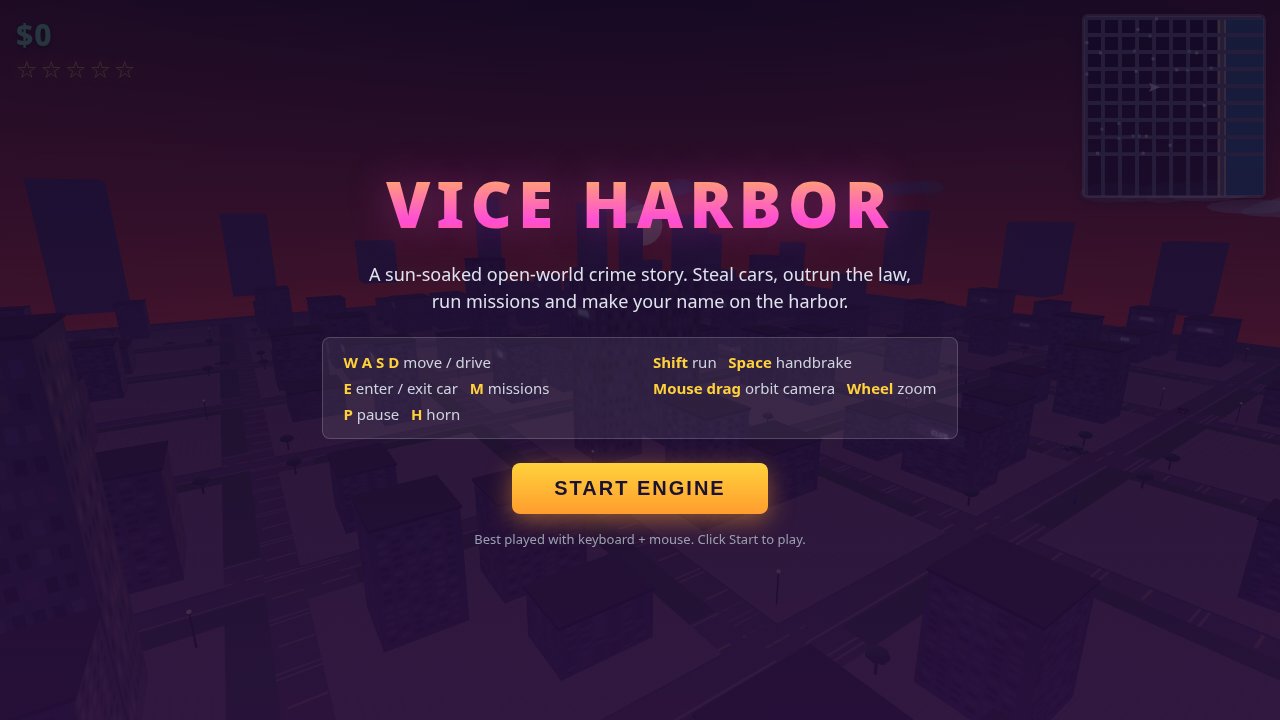 $0
☆☆☆☆☆
VICE HARBOR
A sun-soaked open-world crime story. Steal cars, outrun the law,
run missions and make your name on the harbor.
W A S D move / drive
Shift run Space handbrake
E enter / exit car M missions
Mouse drag orbit camera Wheel zoom
P pause H horn
START ENGINE
Best played with keyboard + mouse. Click Start to play.